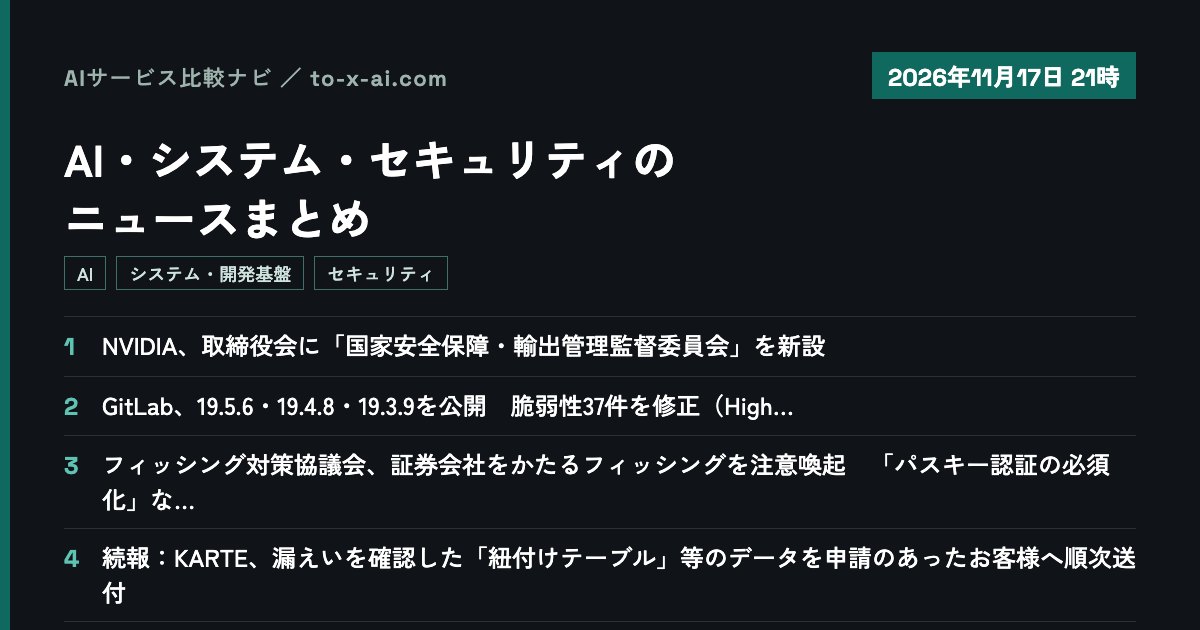 AIサービス比較ナビ ／ to-x-ai.com
2026年11月17日 21時
AI・システム・セキュリティの
ニュースまとめ
AI
システム・開発基盤
セキュリティ
1 NVIDIA、取締役会に「国家安全保障・輸出管理監督委員会」を新設
2 GitLab、19.5.6・19.4.8・19.3.9を公開　脆弱性37件を修正（High…
3 フィッシング対策協議会、証券会社をかたるフィッシングを注意喚起　「パスキー認証の必須
化」な…
4 続報：KARTE、漏えいを確認した「紐付けテーブル」等のデータを申請のあったお客様へ順次送
付